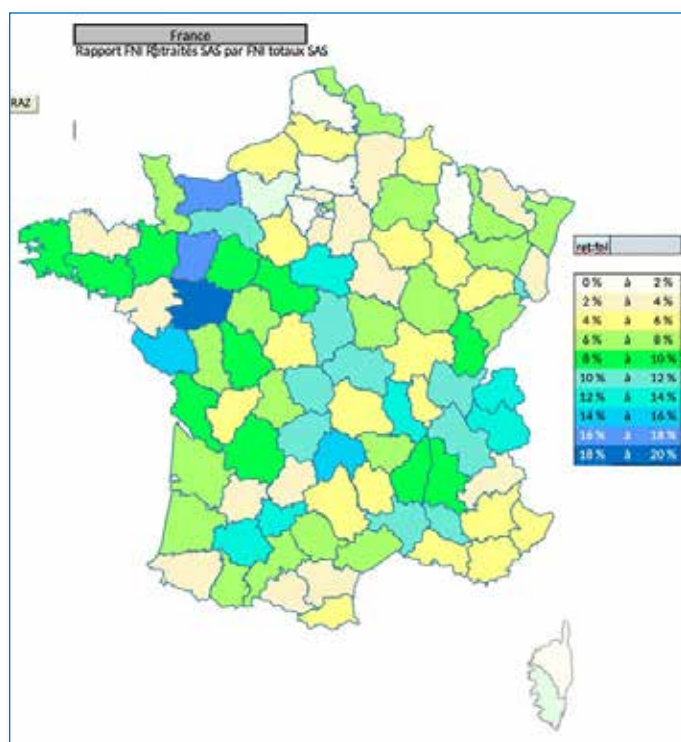 France
Rapport FNI Retraités SAS par FNI totaux SAS
RAZ
ret-fpi
0 % à 2 %
2 % à 4 %
4 % à 6 %
6 % à 8 %
8 % à 10 %
10 % à 12 %
12 % à 14 %
14 % à 16 %
16 % à 18 %
18 % à 20 %